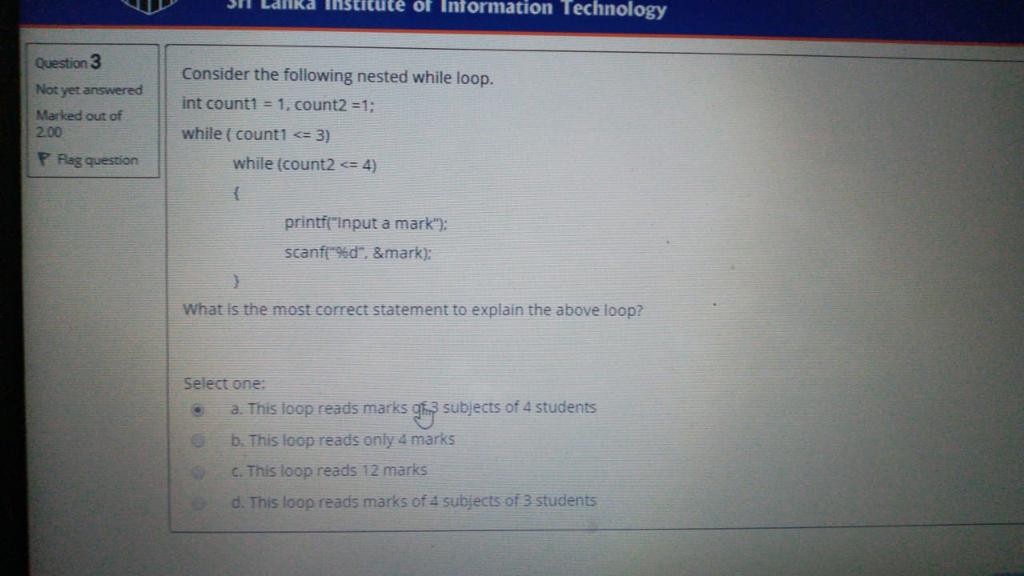 Sri Lanka Institute of Information Technology
Question 3
Not yet answered
Marked out of
2.00
Flag question
Consider the following nested while loop.
int count1 = 1, count2 =1;
while ( count1 <= 3)
while (count2 <= 4)
{
printf("Input a mark");
scanf("%d", &mark);
}
What is the most correct statement to explain the above loop?
Select one:
a. This loop reads marks of 3 subjects of 4 students
b. This loop reads only 4 marks
c. This loop reads 12 marks
d. This loop reads marks of 4 subjects of 3 students